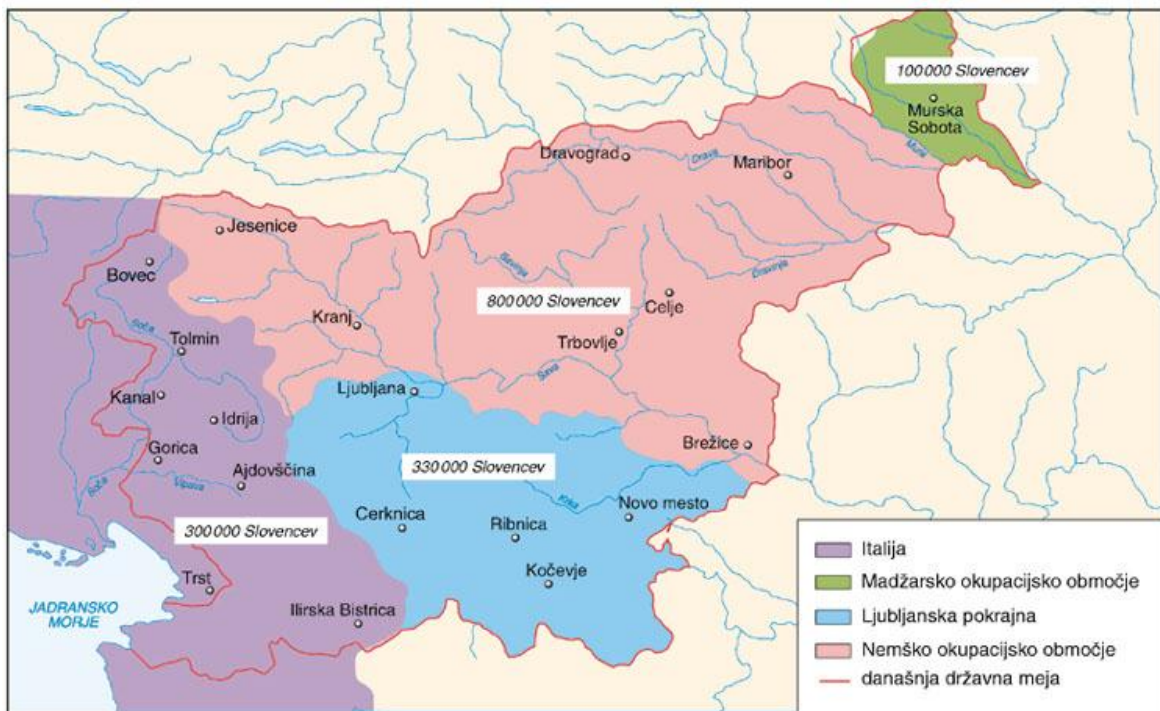 100 000 Slovencev
Murska
Sobota
Mura
Dravograd
Drava
Maribor
Jesenice
Bovec
Savinja
Dravinja
800 000 Slovencev
Celje
Kranj
Trbovlje
Soča
Tolmin
Sava
Ljubljana
Kanal
Idrija
Brežice
Gorica
330 000 Slovencev
Ajdovščina
Soča
Vipava
Krka
Novo mesto
Cerknica
Ribnica
300 000 Slovencev
Kočevje
Trst
JADRANSKO
MORJE
Ilirska Bistrica
Italija
Madžarsko okupacijsko območje
Ljubljanska pokrajna
Nemško okupacijsko območje
današnja državna meja